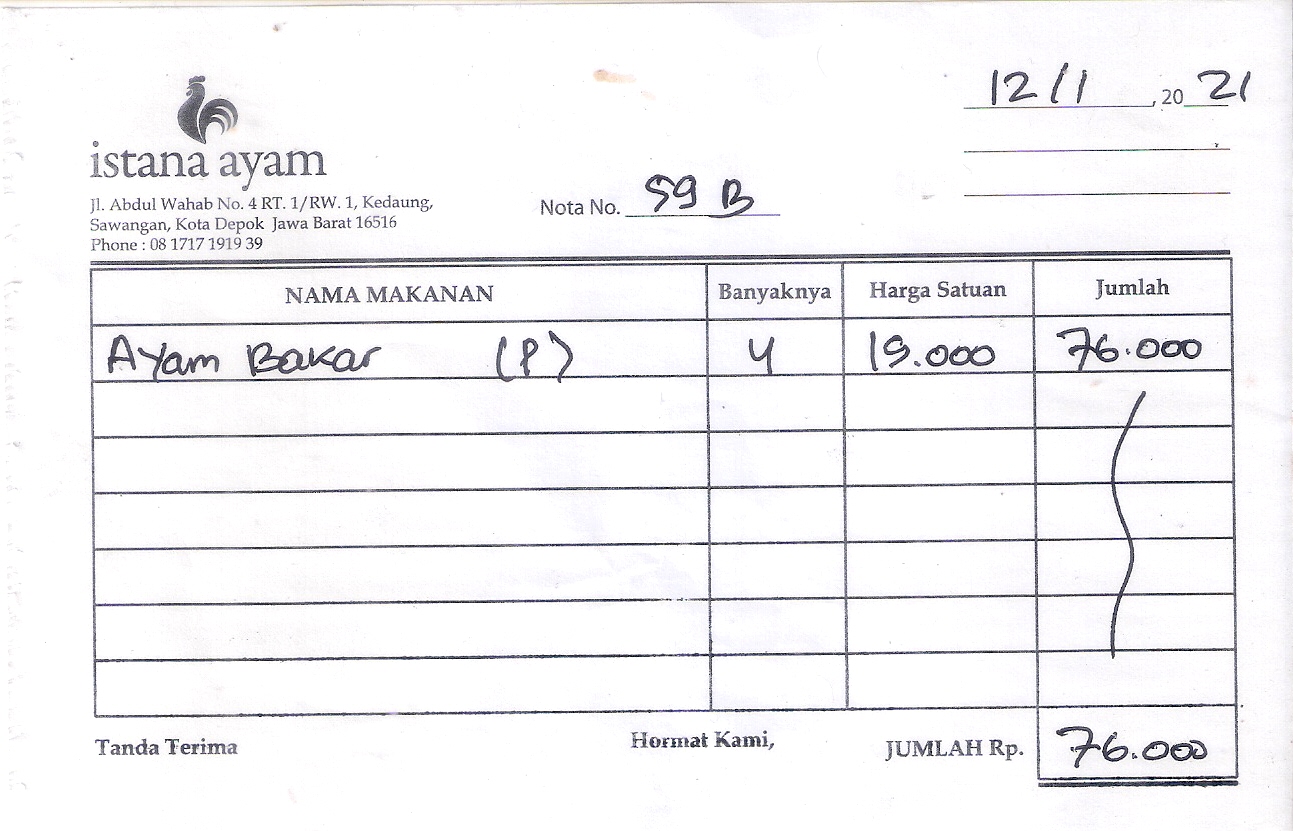 12/1, 20 21
istana ayam
Jl. Abdul Wahab No. 4 RT. 1/RW. 1, Kedaung,
Sawangan, Kota Depok Jawa Barat 16516
Phone : 08 1717 1919 39
Nota No. 59 B
NAMA MAKANAN Banyaknya Harga Satuan Jumlah
Ayam Bakar (P) 4 19.000 76.000
Tanda Terima Hormat Kami, JUMLAH Rp. 76.000